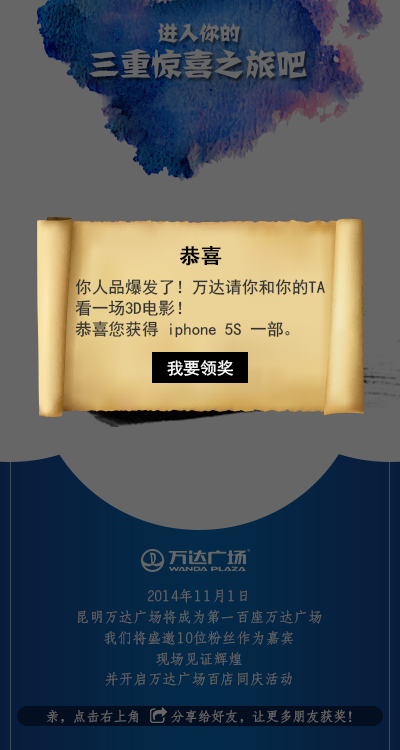 进入你的
三重惊喜之旅吧
恭喜
你人品爆发了！万达请你和你的TA
看一场3D电影！
恭喜您获得 iphone 5S 一部。
我要领奖
万达广场
WANDA PLAZA
2014年11月1日
昆明万达广场将成为第一百座万达广场
我们将盛邀10位粉丝作为嘉宾
现场见证辉煌
并开启万达广场百店同庆活动
亲，点击右上角 分享给好友，让更多朋友获奖！